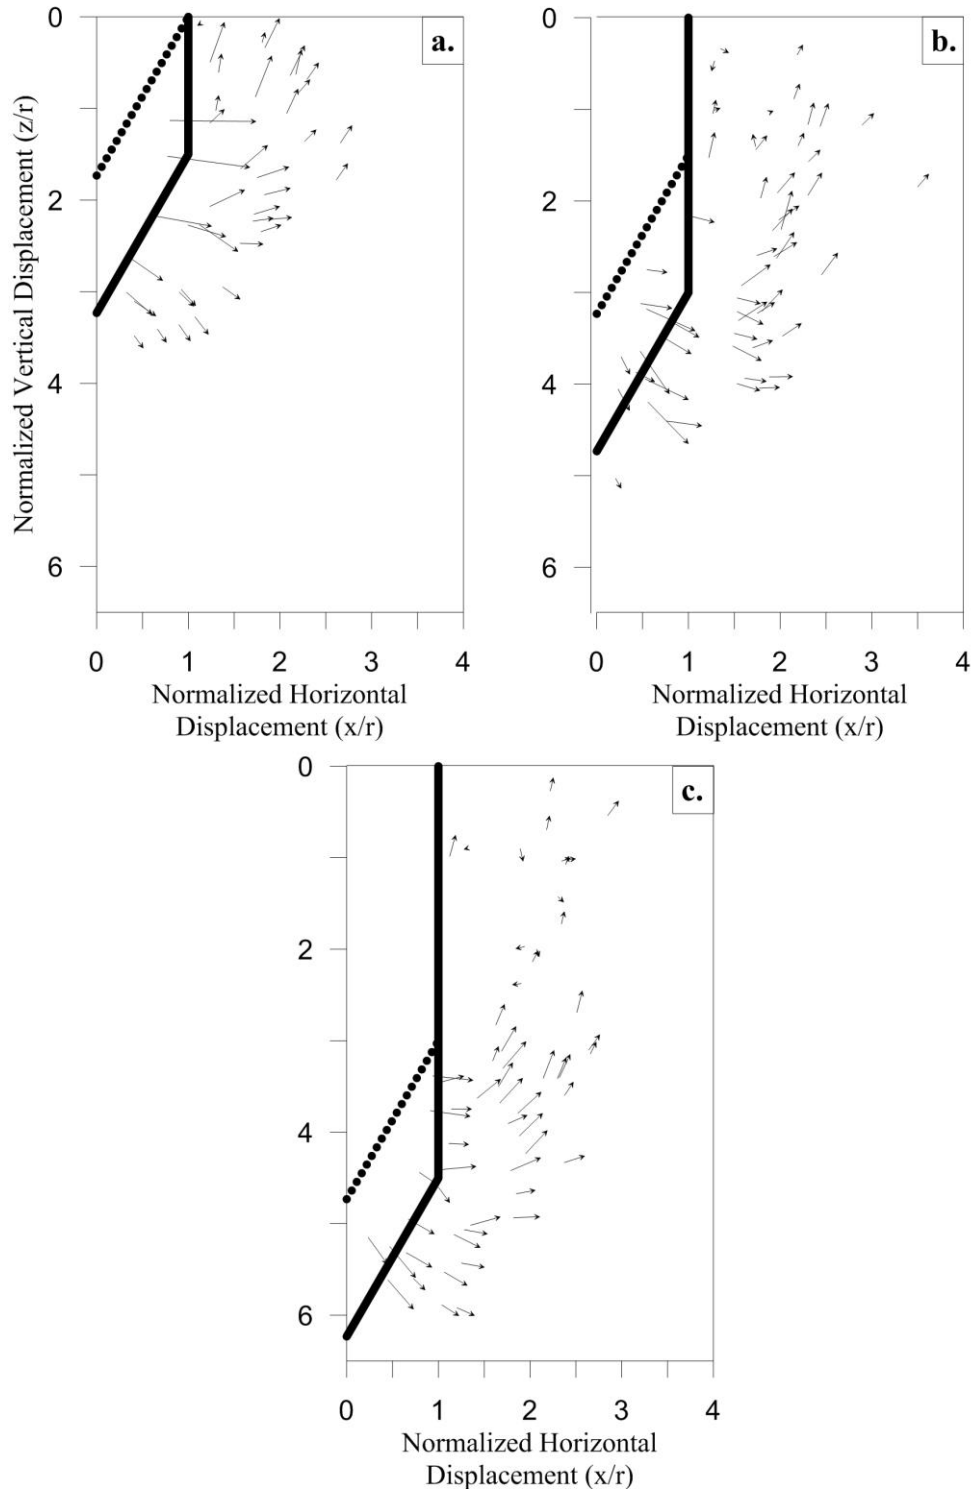 a.
Normalized Vertical Displacement (z/r)
0
2
4
6
0 1 2 3 4
Normalized Horizontal
Displacement (x/r)
b.
0
2
4
6
0 1 2 3 4
Normalized Horizontal
Displacement (x/r)
c.
0
2
4
6
0 1 2 3 4
Normalized Horizontal
Displacement (x/r)